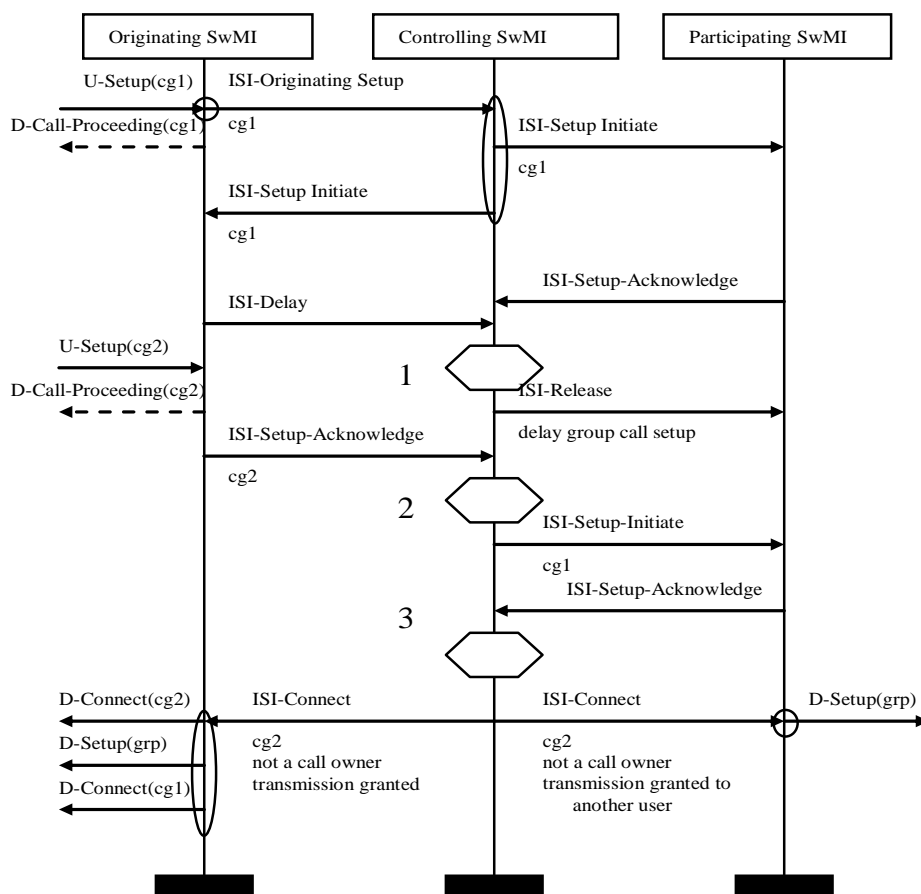 Originating SwMI
Controlling SwMI
Participating SwMI
U-Setup(cg1)
ISI-Originating Setup
D-Call-Proceeding(cg1)
cg1
ISI-Setup Initiate
cg1
ISI-Setup Initiate
cg1
ISI-Setup-Acknowledge
ISI-Delay
U-Setup(cg2)
1
D-Call-Proceeding(cg2)
ISI-Release
ISI-Setup-Acknowledge
delay group call setup
cg2
2
ISI-Setup-Initiate
cg1
ISI-Setup-Acknowledge
3
D-Connect(cg2)
ISI-Connect
ISI-Connect
D-Setup(grp)
D-Setup(grp)
cg2
not a call owner
transmission granted
cg2
not a call owner
transmission granted to
another user
D-Connect(cg1)